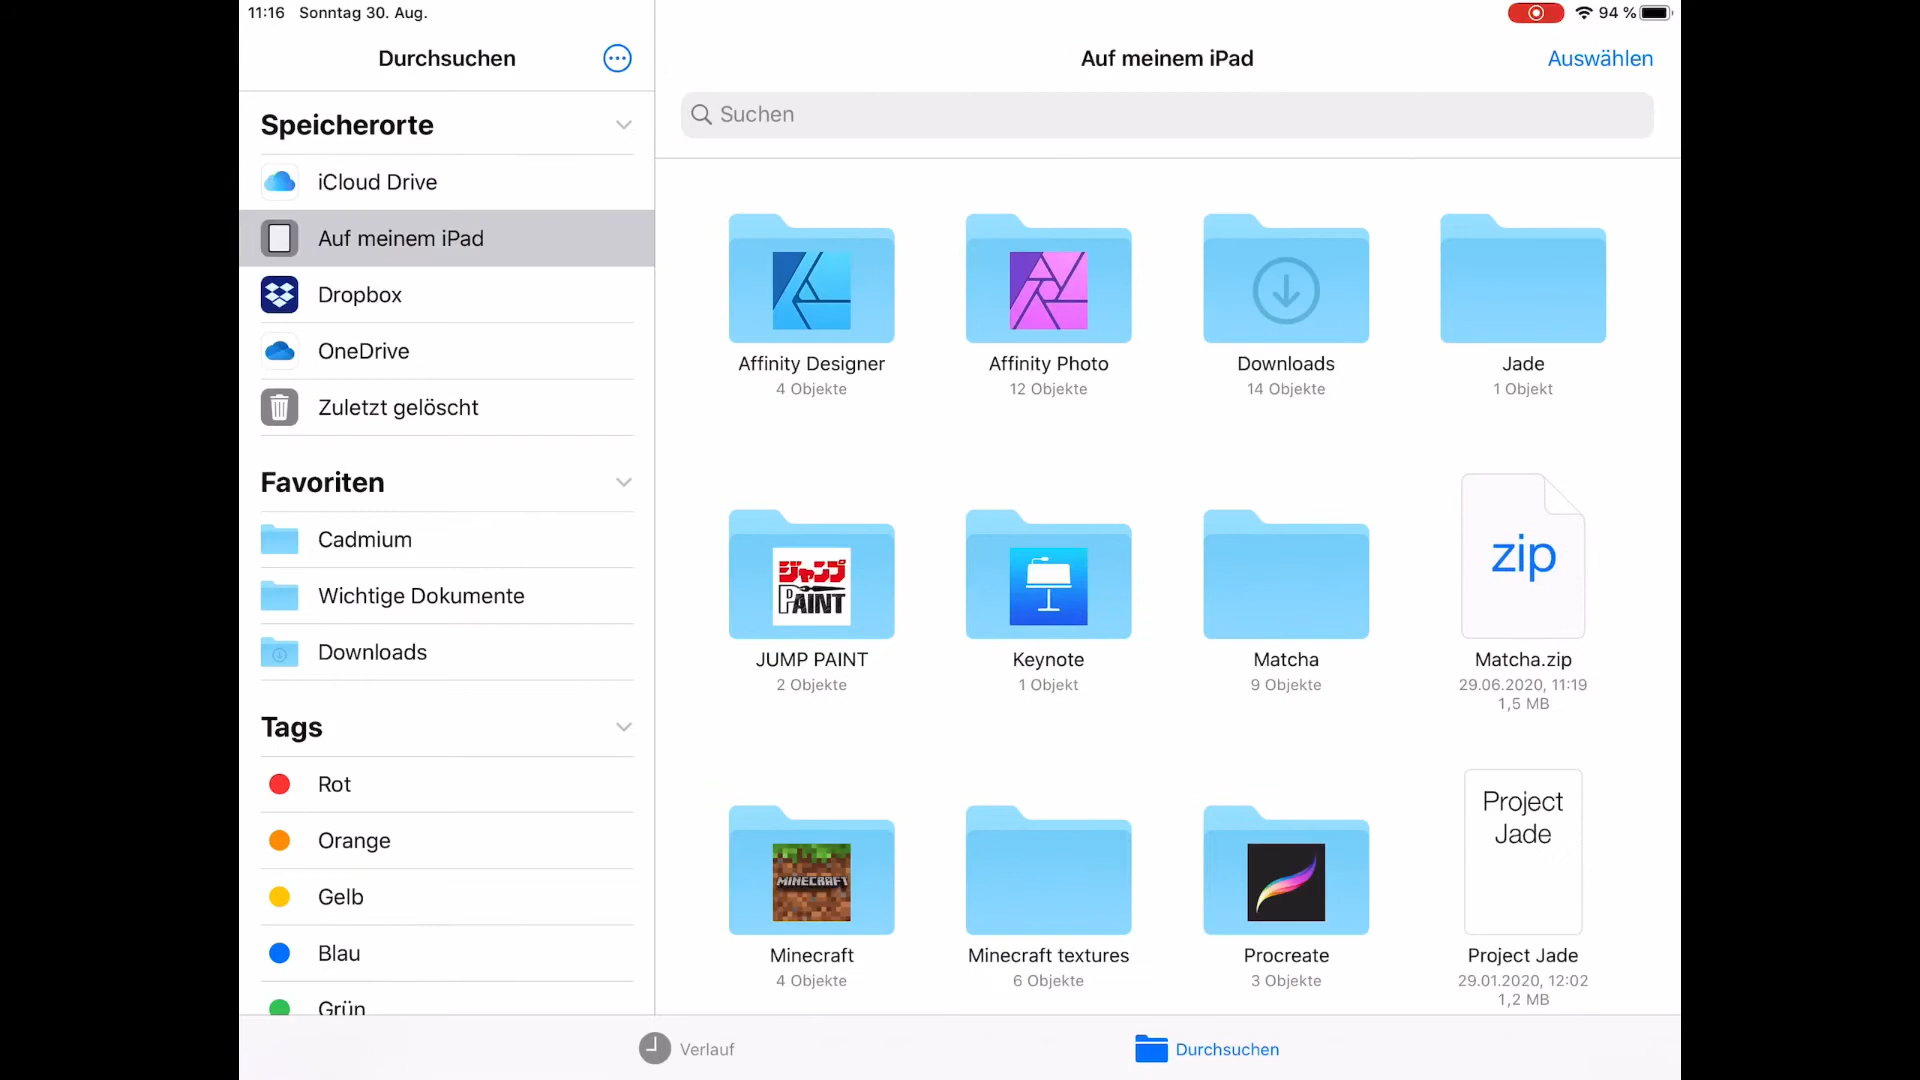 11:16 Sonntag 30. Aug.
94 %
Durchsuchen
Speicherorte
iCloud Drive
Auf meinem iPad
Dropbox
OneDrive
Zuletzt gelöscht
Favoriten
Cadmium
Wichtige Dokumente
Downloads
Tags
Rot
Orange
Gelb
Blau
Grün
Auf meinem iPad
Auswählen
Suchen
Affinity Designer
4 Objekte
Affinity Photo
12 Objekte
Downloads
14 Objekte
Jade
1 Objekt
ジャンプ
PAINT
JUMP PAINT
2 Objekte
Keynote
1 Objekt
Matcha
9 Objekte
zip
Matcha.zip
29.06.2020, 11:19
1,5 MB
MINECRAFT
Minecraft
4 Objekte
Minecraft textures
6 Objekte
Procreate
3 Objekte
Project
Jade
Project Jade
29.01.2020, 12:02
1,2 MB
Verlauf
Durchsuchen